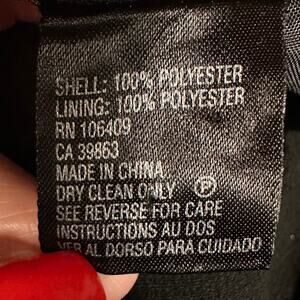 SHELL: 100% POLYESTER
LINING: 100% POLYESTER
RN 106409
CA 39863
MADE IN CHINA
DRY CLEAN ONLY Ⓟ
SEE REVERSE FOR CARE
INSTRUCTIONS AU DOS
VER AL DORSO PARA CUIDADO